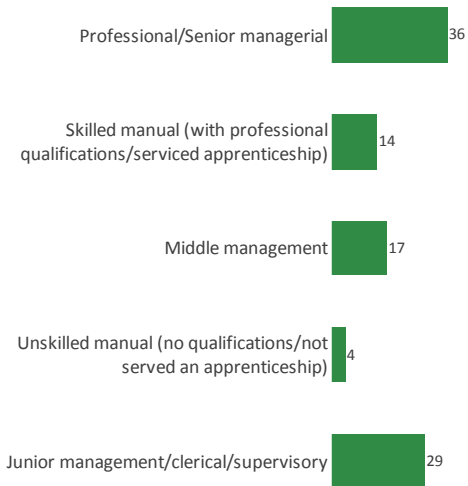 Professional/Senior managerial
36
Skilled manual (with professional
qualifications/serviced apprenticeship)
14
Middle management
17
Unskilled manual (no qualifications/not
served an apprenticeship)
4
Junior management/clerical/supervisory
29